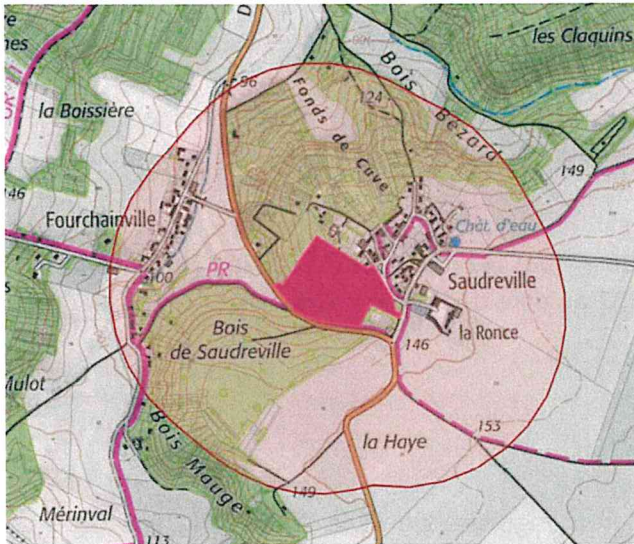 les Claquins
D
96
Bois Bézard
la Boissière
124
Fonds de Cuve
149
146
Fourchainville
Chât. d'eau
100
PR
Saudreville
Bois
de Saudreville
la Ronce
146
Mulot
153
Bois Mauge
la Haye
149
Mérinval
113